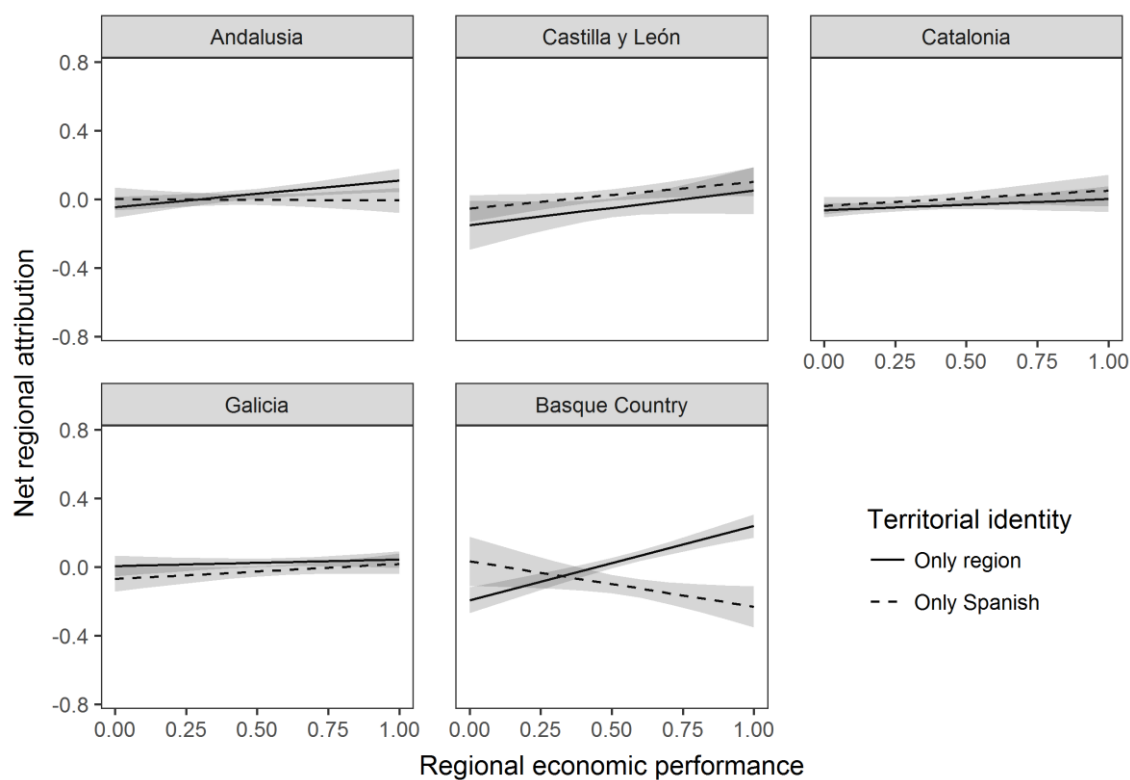 Andalusia
Castilla y León
Catalonia
0.8
0.4
0.0
-0.4
-0.8
0.00 0.25 0.50 0.75 1.00
Galicia
Basque Country
0.8
0.4
0.0
-0.4
-0.8
0.00 0.25 0.50 0.75 1.00
0.00 0.25 0.50 0.75 1.00
Net regional attribution
Regional economic performance
Territorial identity
Only region
Only Spanish